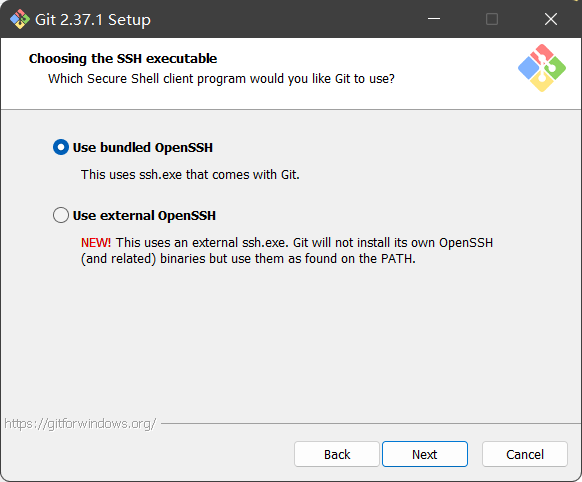 Git 2.37.1 Setup
Choosing the SSH executable
Which Secure Shell client program would you like Git to use?
Use bundled OpenSSH
This uses ssh.exe that comes with Git.
Use external OpenSSH
NEW! This uses an external ssh.exe. Git will not install its own OpenSSH
(and related) binaries but use them as found on the PATH.
https://gitforwindows.org/
Back
Next
Cancel